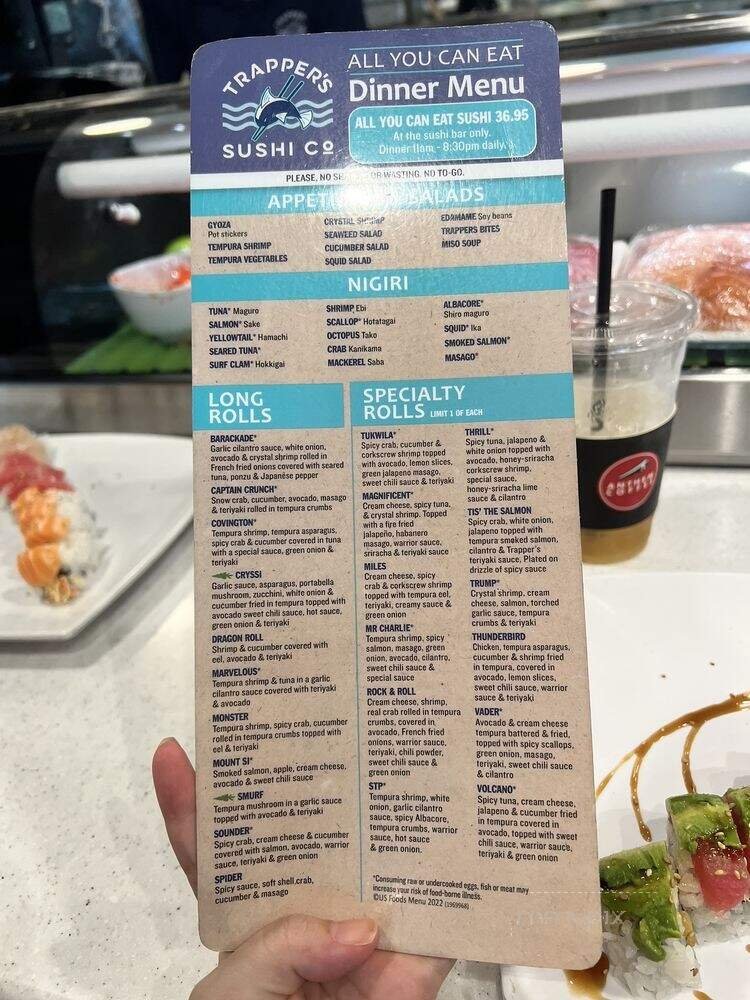 TRAPPER'S
SUSHI Co
ALL YOU CAN EAT
Dinner Menu
ALL YOU CAN EAT SUSHI 36.95
At the sushi bar only.
Dinner 11am - 8:30pm daily.
PLEASE, NO OR WASTING. NO TO-GO.
SALADS
GYOZA
Pot stickers
TEMPURA SHRIMP
TEMPURA VEGETABLES
CRYSTAL SHRIMP
SEAWEED SALAD
CUCUMBER SALAD
SQUID SALAD
EDAMAME Soy beans
TRAPPERS BITES
MISO SOUP
NIGIRI
TUNA* Maguro
SALMON* Sake
YELLOWTAIL* Hamachi
SEARED TUNA*
SURF CLAM* Hokkigai
SHRIMP Ebi
SCALLOP* Hotatagai
OCTOPUS Tako
CRAB Kanikama
MACKEREL Saba
ALBACORE*
Shiro maguro
SQUID* Ika
SMOKED SALMON*
MASAGO*
LONG
ROLLS
BARACKADE*
Garlic cilantro sauce, white onion,
avocado & crystal shrimp rolled in
French fried onions covered with seared
tuna, ponzu & Japanese pepper
CAPTAIN CRUNCH*
Snow crab, cucumber, avocado, masago
& teriyaki rolled in tempura crumbs
COVINGTON*
Tempura shrimp, tempura asparagus,
spicy crab & cucumber covered in tuna
with a special sauce, green onion &
teriyaki
CRYSSI
Garlic sauce, asparagus, portabella
mushroom, zucchini, white onion &
cucumber fried in tempura topped with
avocado sweet chili sauce, hot sauce,
green onion & teriyaki
DRAGON ROLL
Shrimp & cucumber covered with
eel, avocado & teriyaki
MARVELOUS*
Tempura shrimp & tuna in a garlic
cilantro sauce covered with teriyaki
& avocado
MONSTER
Tempura shrimp, spicy crab, cucumber
rolled in tempura crumbs topped with
eel & teriyaki
MOUNT SI*
Smoked salmon, apple, cream cheese,
avocado & sweet chili sauce
SMURF
Tempura mushroom in a garlic sauce
topped with avocado & teriyaki
SOUNDER*
Spicy crab, cream cheese & cucumber
covered with salmon, avocado, warrior
sauce, teriyaki & green onion
SPIDER
Spicy sauce, soft shell crab,
cucumber & masago
SPECIALTY
ROLLS LIMIT 1 OF EACH
TUKWILA*
Spicy crab, cucumber &
corkscrew shrimp topped
with avocado, lemon slices,
green jalapeno masago,
sweet chili sauce & teriyaki
MAGNIFICENT*
Cream cheese, spicy tuna,
& crystal shrimp. Topped
with a fire fried
jalapeño, habanero
masago, warrior sauce,
sriracha & teriyaki sauce
MILES
Cream cheese, spicy
crab & corkscrew shrimp
topped with tempura eel,
teriyaki, creamy sauce &
green onion
MR CHARLIE*
Tempura shrimp, spicy
salmon, masago, green
onion, avocado, cilantro,
sweet chili sauce &
special sauce
ROCK & ROLL
Cream cheese, shrimp,
real crab rolled in tempura
crumbs, covered in
avocado, French fried
onions, warrior sauce,
teriyaki, chili powder,
sweet chili sauce &
green onion
STP*
Tempura shrimp, white
onion, garlic cilantro
sauce, spicy Albacore,
tempura crumbs, warrior
sauce, hot sauce
& green onion.
THRILL*
Spicy tuna, jalapeno &
white onion topped with
avocado, honey-sriracha
corkscrew shrimp,
special sauce,
honey-sriracha lime
sauce & cilantro
TIS' THE SALMON
Spicy crab, white onion,
jalapeno topped with
tempura smoked salmon,
cilantro & Trapper's
teriyaki sauce, Plated on
drizzle of spicy sauce
TRUMP*
Crystal shrimp, cream
cheese, salmon, torched
garlic sauce, tempura
crumbs & teriyaki
THUNDERBIRD
Chicken, tempura asparagus,
cucumber & shrimp fried
in tempura, covered in
avocado, lemon slices,
sweet chili sauce, warrior
sauce & teriyaki
VADER*
Avocado & cream cheese
tempura battered & fried,
topped with spicy scallops,
green onion, masago,
teriyaki, sweet chili sauce
& cilantro
VOLCANO*
Spicy tuna, cream cheese,
jalapeno & cucumber fried
in tempura covered in
avocado, topped with sweet
chili sauce, warrior sauce,
teriyaki & green onion
*Consuming raw or undercooked eggs, fish or meat may
increase your risk of food-borne illness.
©US Foods Menu 2022 (1969968)